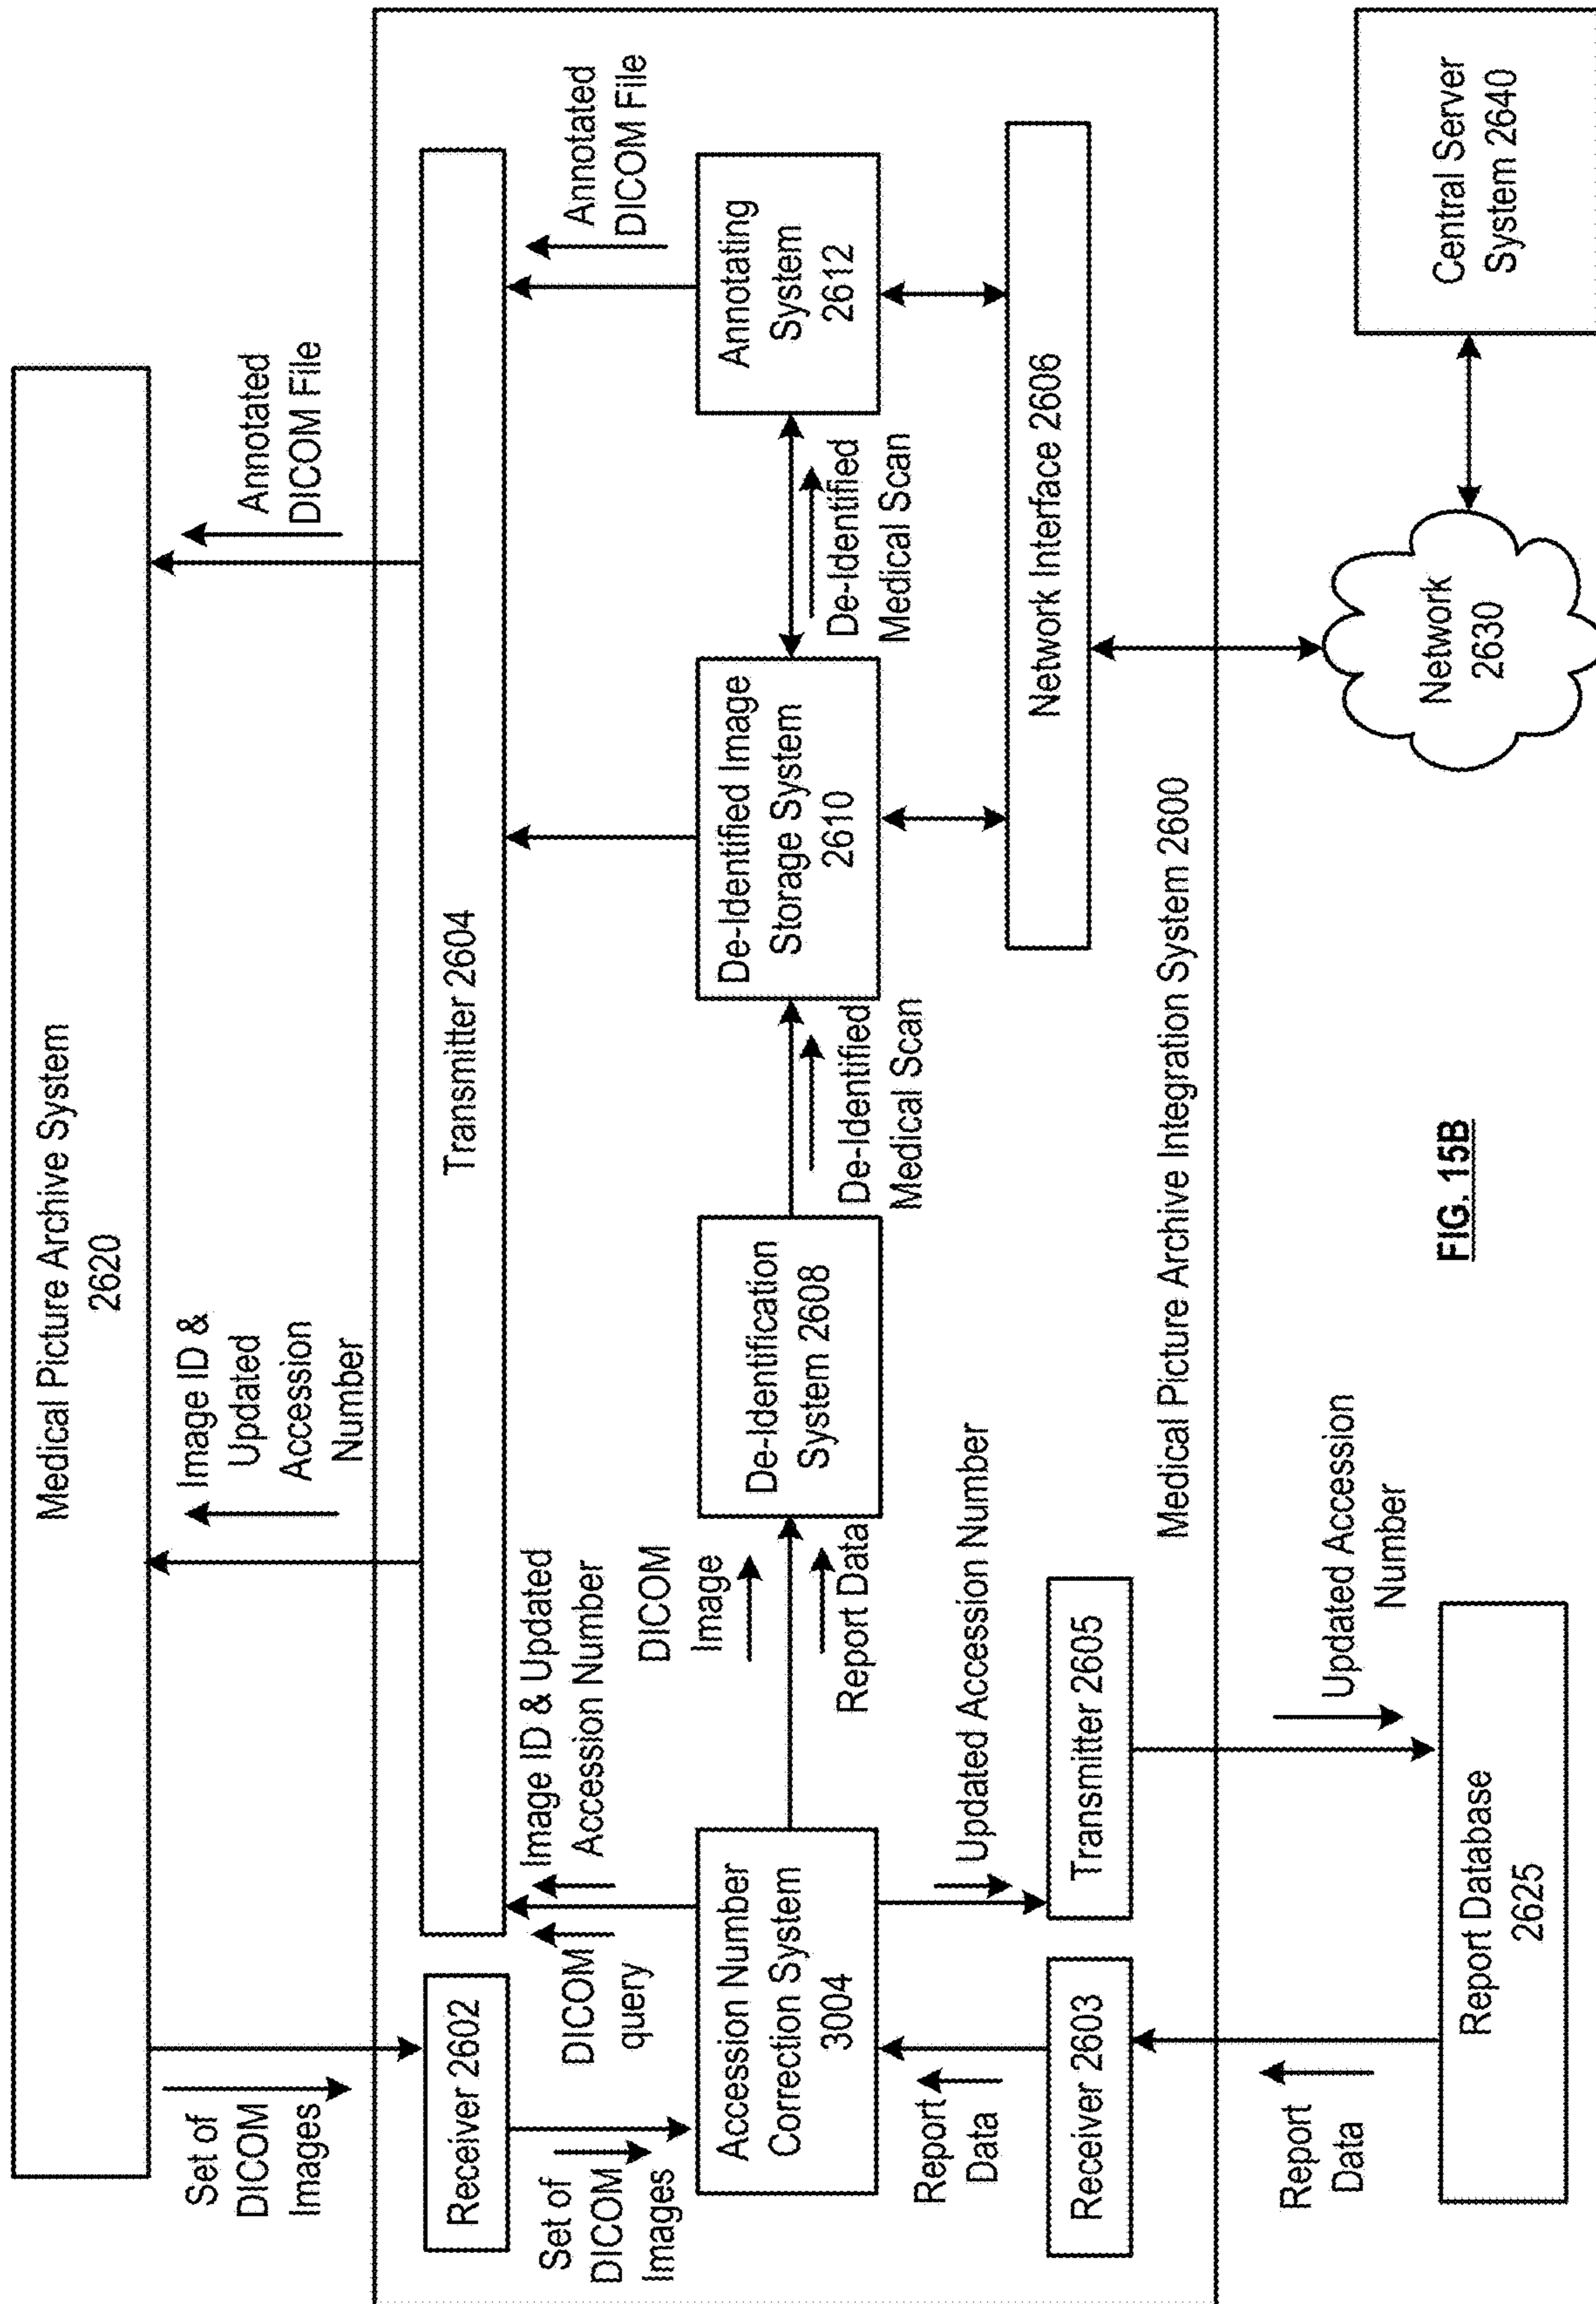 Medical Picture Archive System
2620
Set of
DICOM
Images
Image ID &
Updated
Accession
Number
Annotated
DICOM File
Receiver 2602
Transmitter 2604
Set of
DICOM
Images
DICOM
query
Image ID & Updated
Accession Number
DICOM
Image
Annotated
DICOM File
Accession Number
Correction System
3004
Report Data
De-Identification
System 2608
De-Identified
Medical Scan
De-Identified Image
Storage System
2610
De-Identified
Medical Scan
Annotating
System
2612
Report
Data
Updated Accession Number
Receiver 2603
Transmitter 2605
Network Interface 2606
Medical Picture Archive Integration System 2600
Report
Data
Updated Accession
Number
Report Database
2625
FIG. 15B
Network
2630
Central Server
System 2640